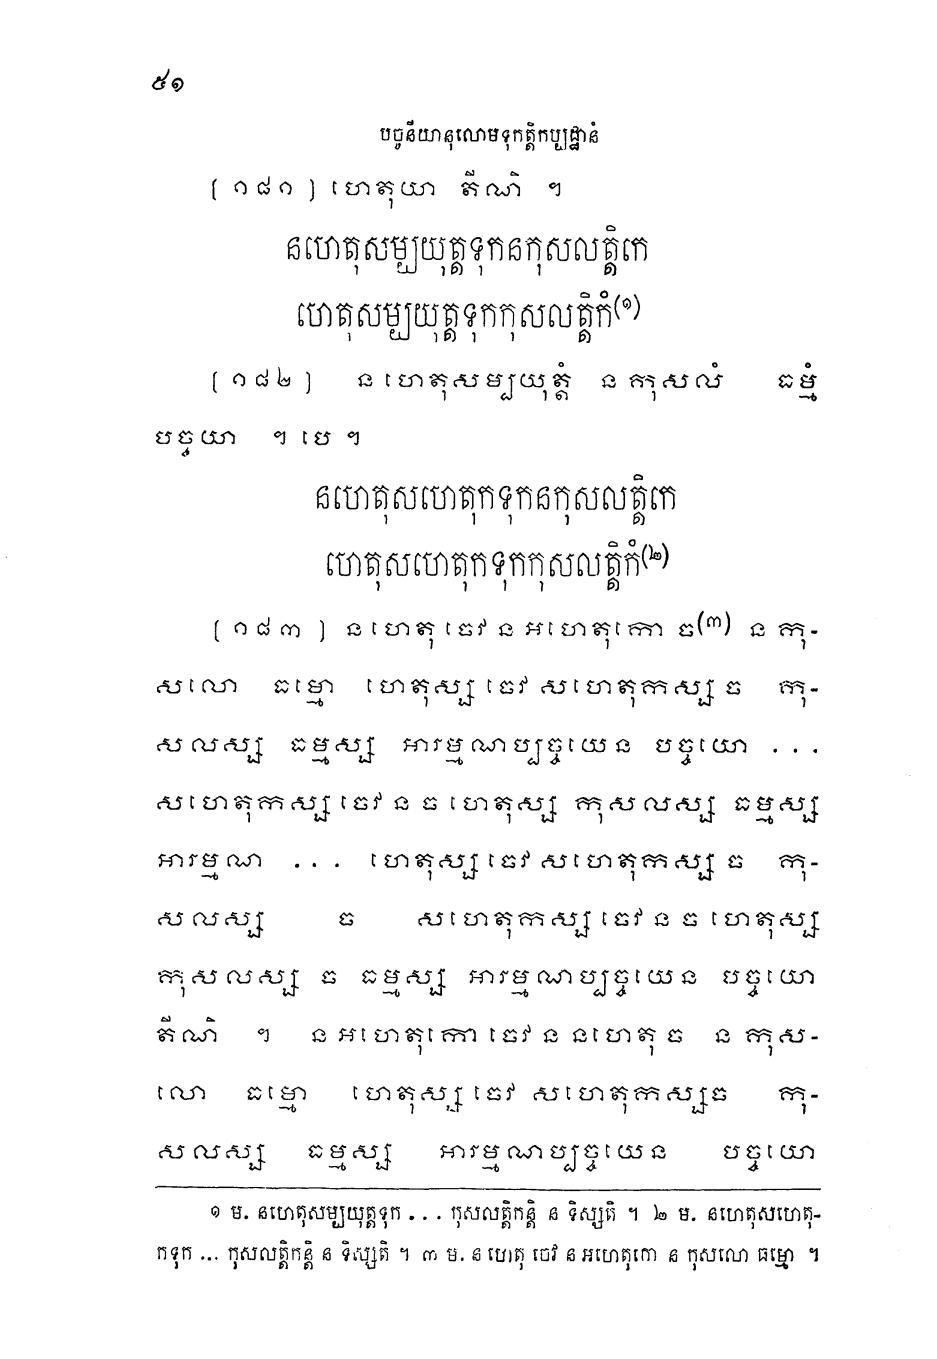 ៥១
បច្ចនីយានុលោមទុកត្តិកប្បដ្ឋានំ
[ ១៨១ ] ហេតុយា តីណិ ។
នហេតុសម្បយុត្តទុកនកុសលត្តិកេ
ហេតុសម្បយុត្តទុកកុសលត្តិកំ(១)
[ ១៨២ ] ន ហេតុសម្បយុត្តំ ន កុសលំ ធម្មំ
បច្ចយា ។ បេ ។
នហេតុសហេតុកទុកនកុសលត្តិកេ
ហេតុសហេតុកទុកកុសលត្តិកំ(២)
[ ១៨៣ ] ន ហេតុ ចេវ ន អហេតុកោ ច(៣) ន កុ-
សលោ ធម្មោ ហេតុស្ស ចេវ សហេតុកស្ស ច កុ-
សលស្ស ធម្មស្ស អារម្មណប្បច្ចយេន បច្ចយោ ...
សហេតុកស្ស ចេវ ន ច ហេតុស្ស កុសលស្ស ធម្មស្ស
អារម្មណ ... ហេតុស្ស ចេវ សហេតុកស្ស ច កុ-
សលស្ស ច សហេតុកស្ស ចេវ ន ច ហេតុស្ស
កុសលស្ស ច ធម្មស្ស អារម្មណប្បច្ចយេន បច្ចយោ
តីណិ ។ ន អហេតុកោ ចេវ ន នហេតុ ច ន កុស-
លោ ធម្មោ ហេតុស្ស ចេវ សហេតុកស្ស ច កុ-
សលស្ស ធម្មស្ស អារម្មណប្បច្ចយេន បច្ចយោ
១ ម. នហេតុសម្បយុត្តទុក ... កុសលត្តិកន្តិ ន ទិស្សតិ ។ ២ ម. នហេតុសហេតុ-
កទុក ... កុសលត្តិកន្តិ ន ទិស្សតិ ។ ៣ ម. ន ហេតុ ចេវ ន អហេតុកោ ន កុសលោ ធម្មោ ។